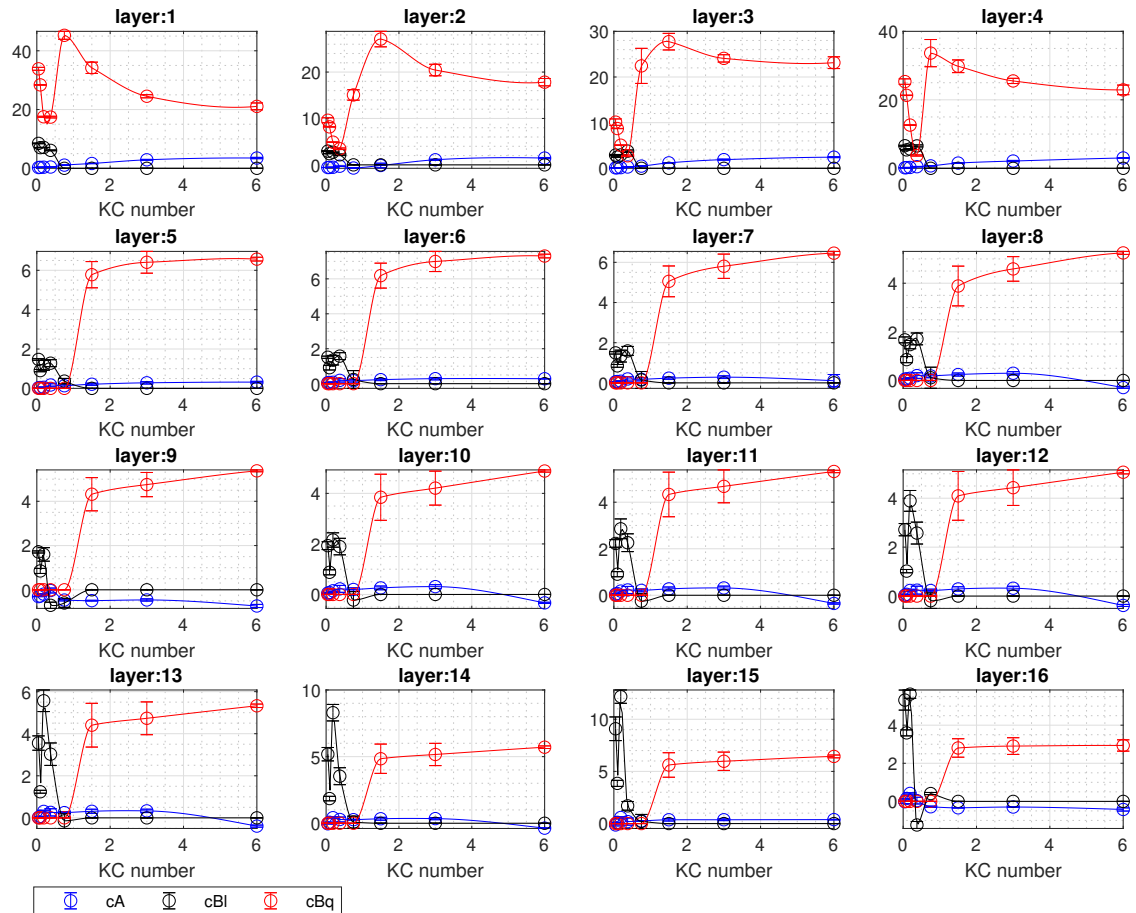 layer:1 layer:2 layer:3 layer:4
40 20 0
20 10 0
30 20 10 0
40 20 0
0 2 4 6 0 2 4 6 0 2 4 6 0 2 4 6
KC number KC number KC number KC number
layer:5 layer:6 layer:7 layer:8
6 4 2 0
6 4 2 0
6 4 2 0
4 2 0
0 2 4 6 0 2 4 6 0 2 4 6 0 2 4 6
KC number KC number KC number KC number
layer:9 layer:10 layer:11 layer:12
4 2 0
4 2 0
4 2 0
4 2 0
0 2 4 6 0 2 4 6 0 2 4 6 0 2 4 6
KC number KC number KC number KC number
layer:13 layer:14 layer:15 layer:16
6 4 2 0
10 5 0
10 5 0
4 2 0
0 2 4 6 0 2 4 6 0 2 4 6 0 2 4 6
KC number KC number KC number KC number
cA cBl cBq